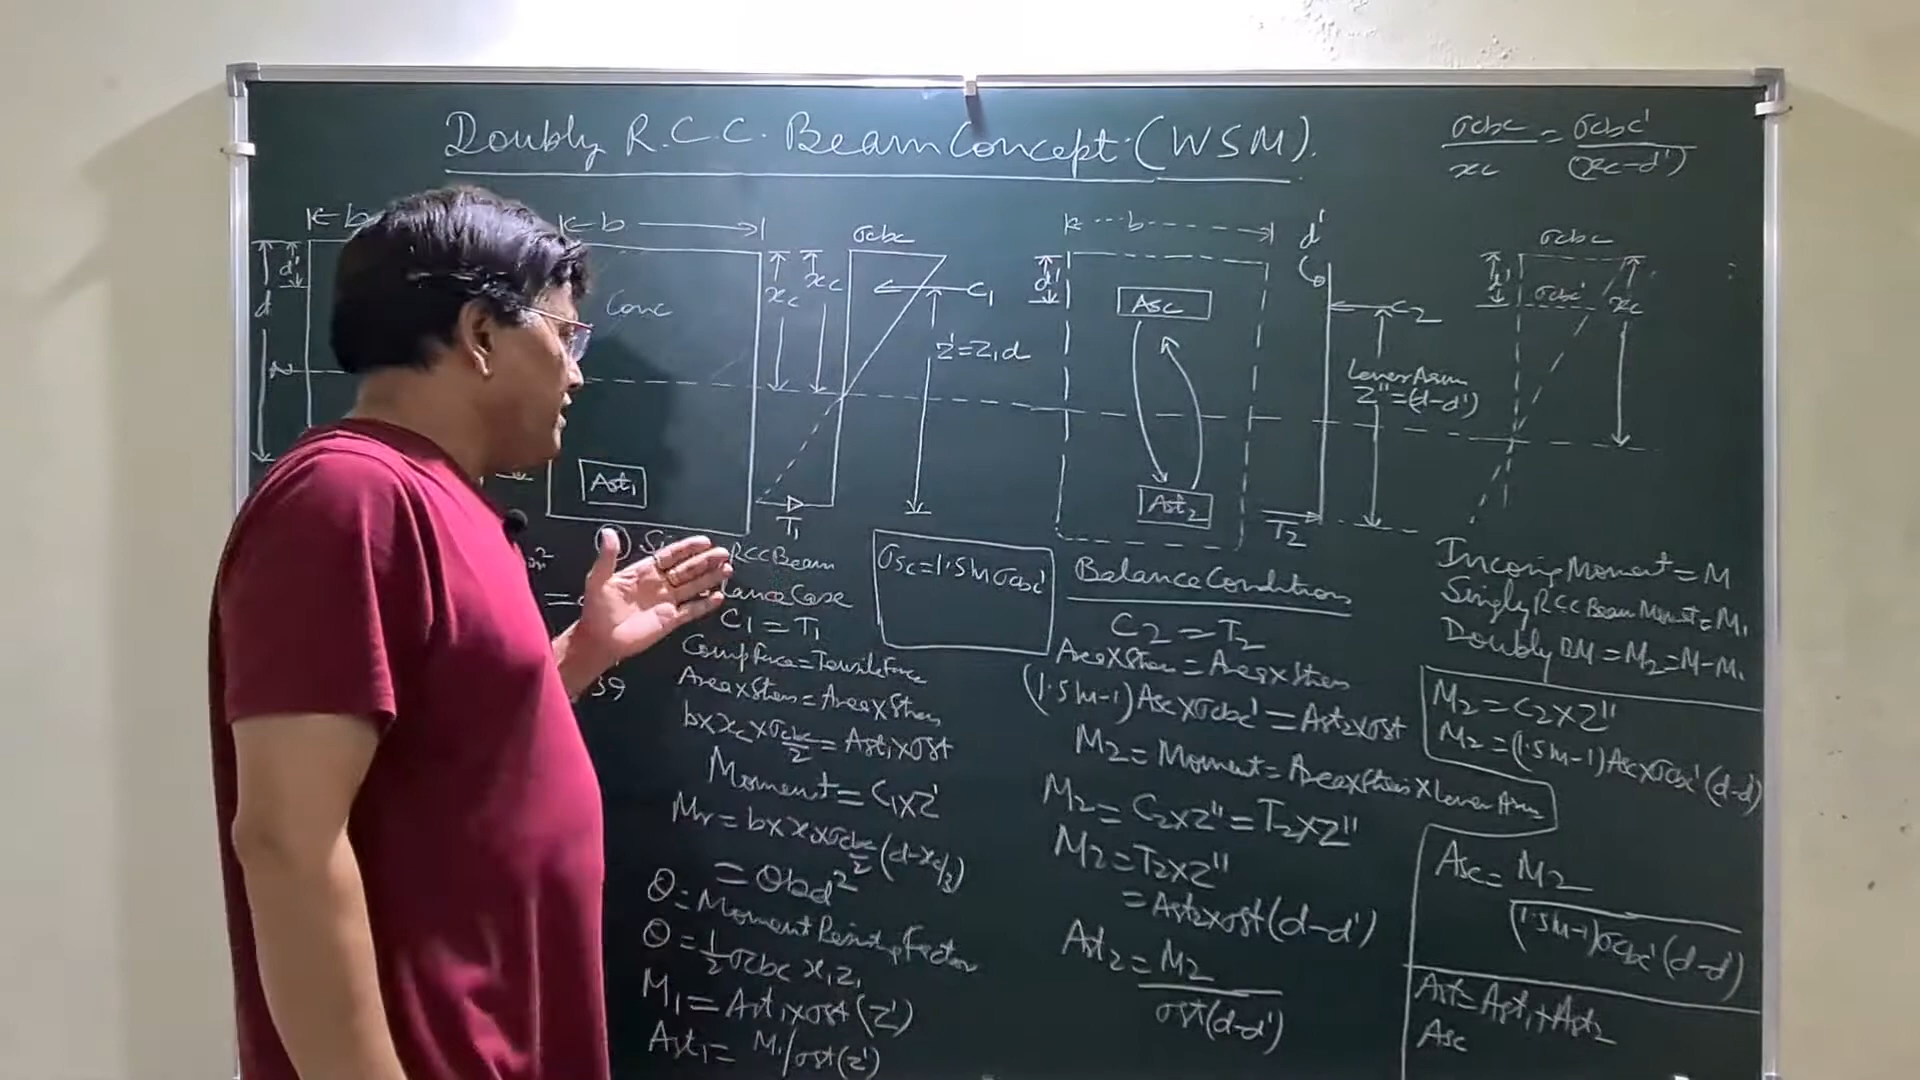 Doubly R.C.C. Beam Concept (WSM).
σcbc/xc = σcbc'/(xc-d')
b
d'
d
b
Conc
Ast1
xc
xc
σcbc
C1
Z'=Z1d
T1
b
d'
Asc
Ast2
d'
C2
Lever Arm
Z''=(d-d')
T2
σcbc
d'
σcbc'
xc
RCC Beam
C1=T1
Comp Force=Tensile Force
Area x Stress = Area x Stress
b x xc x σcbc/2 = Ast1 x σst
Moment = C1 x Z'
Mr = b x x x σcbc/2 (d-xc/3)
= Qbd²
Q = Moment Resisting Factor
Q = 1/2 σcbc x1 z1
M1 = Ast1 x σst (Z')
Ast1 = M1/σst(z')
39
σsc=1.5m σcbc'
Balance Condition
C2 = T2
Area x Stress = Area x Stress
(1.5m-1) Asc x σcbc' = Ast2 x σst
M2 = Moment = Area x Stress x Lever Arm
M2 = C2 x Z'' = T2 x Z''
M2 = T2 x Z''
= Ast2 x σst (d-d')
Ast2 = M2/σst(d-d')
Incoming Moment = M
Singly RCC Beam Moment = M1
Doubly BM = M2 = M-M1
M2 = C2 x Z''
M2 = (1.5m-1) Asc x σcbc' (d-d')
Asc = M2/(1.5m-1) σcbc' (d-d')
Ast = Ast1 + Ast2
Asc